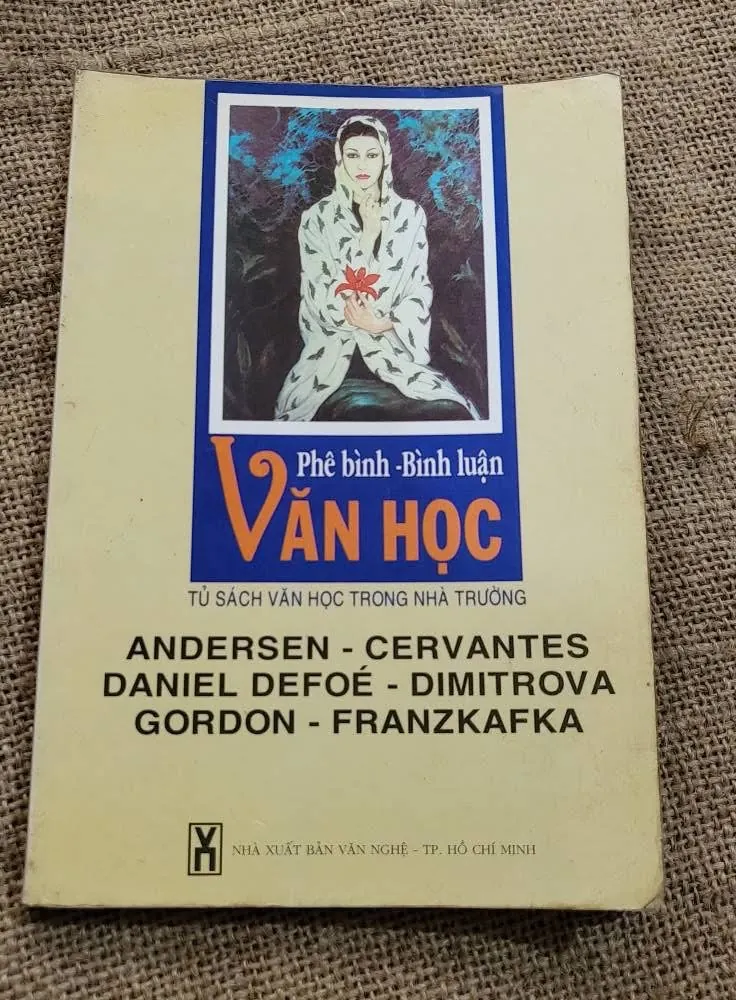 Phê bình -Bình luận
VĂN HỌC
TỦ SÁCH VĂN HỌC TRONG NHÀ TRƯỜNG
ANDERSEN - CERVANTES
DANIEL DEFOÉ - DIMITROVA
GORDON - FRANZKAFKA
VN
NHÀ XUẤT BẢN VĂN NGHỆ - TP. HỒ CHÍ MINH